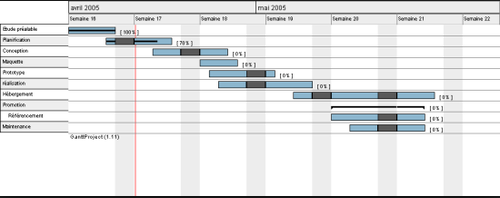 avril 2005 mai 2005
Semaine 16 Semaine 17 Semaine 18 Semaine 19 Semaine 20 Semaine 21 Semaine 22
Etude préalable [ 100% ]
Planification [ 78% ]
Conception [ 0% ]
Maquette [ 0% ]
Prototype [ 0% ]
réalisation [ 0% ]
Hébergement [ 0% ]
Promotion [ 0% ]
Référencement [ 0% ]
Maintenance [ 0% ]
GanttProject (1.11)